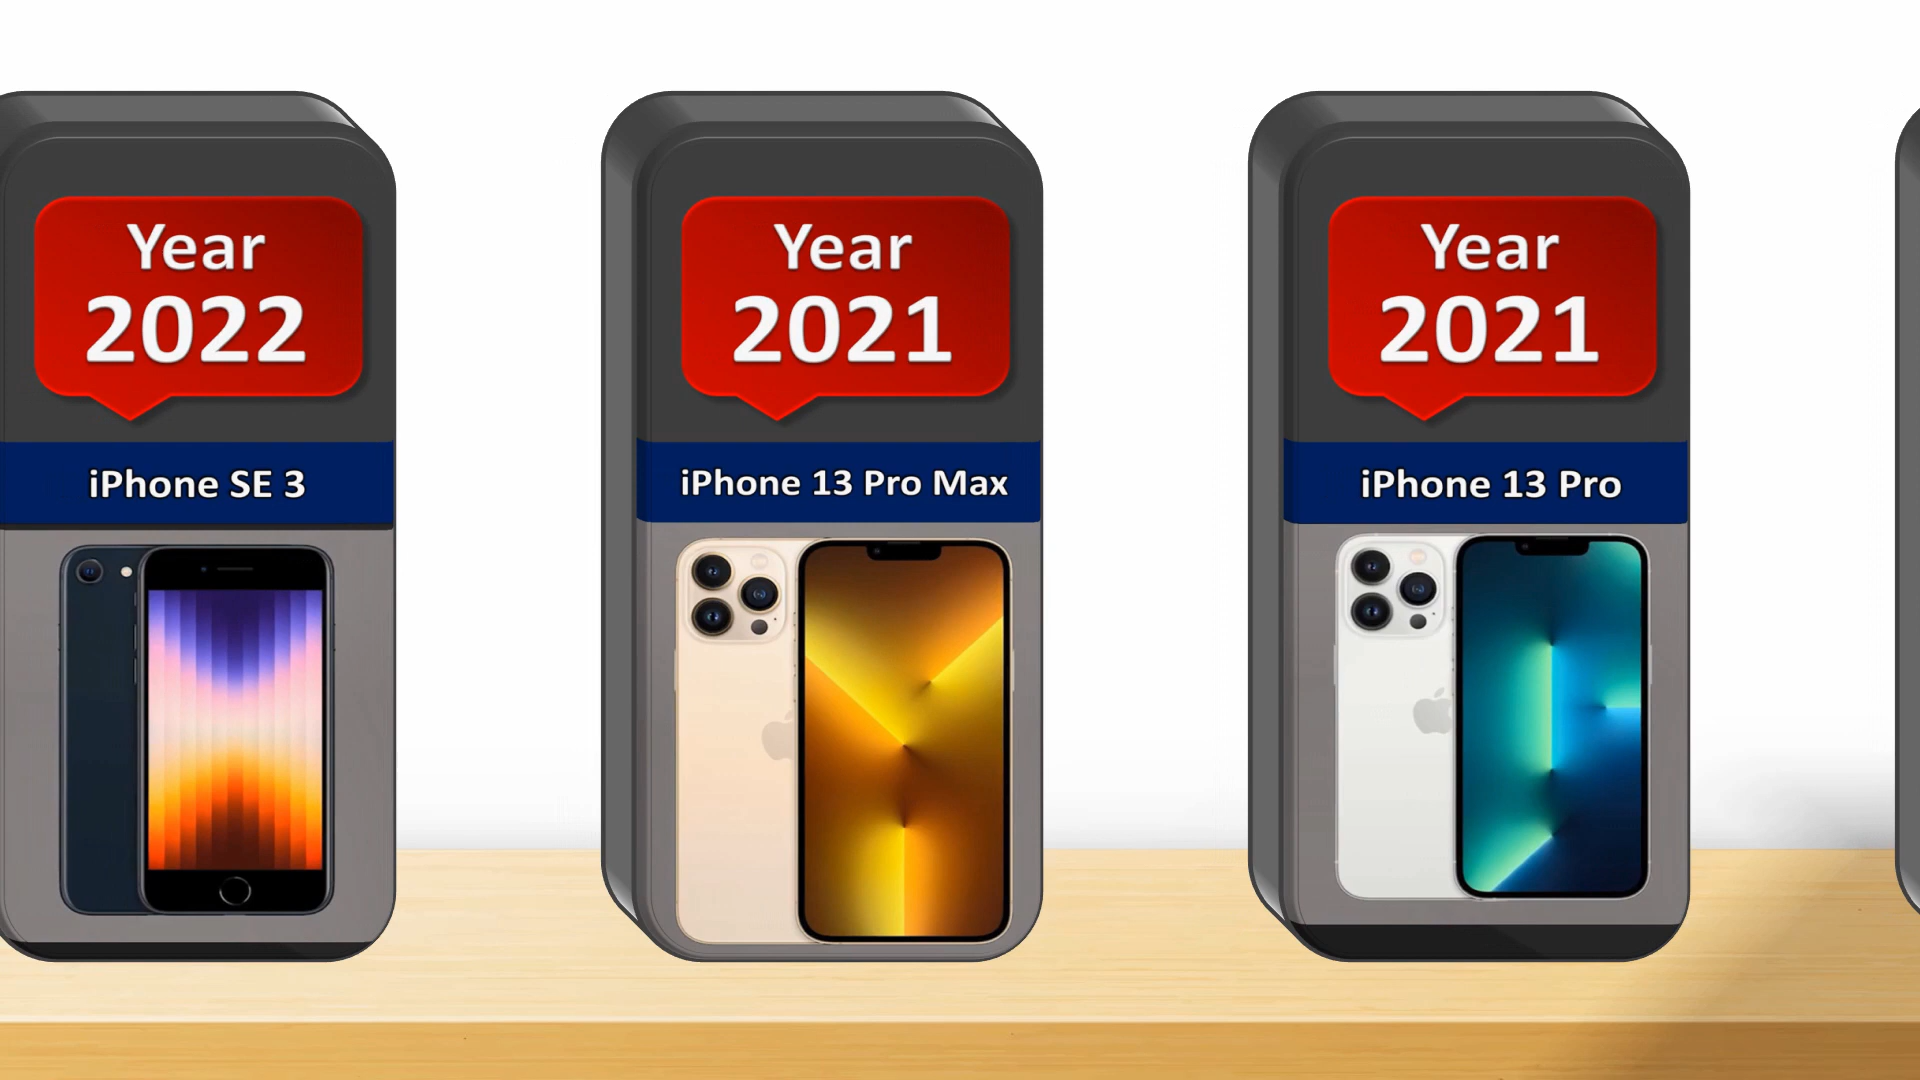 Year
2022
iPhone SE 3
Year
2021
iPhone 13 Pro Max
Year
2021
iPhone 13 Pro